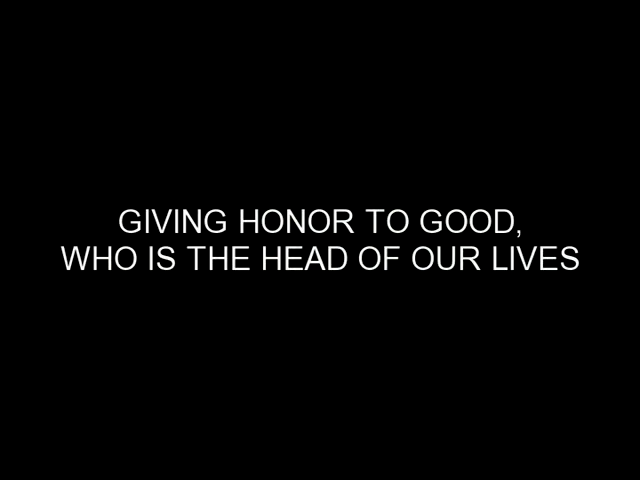 GIVING HONOR TO GOOD,
WHO IS THE HEAD OF OUR LIVES